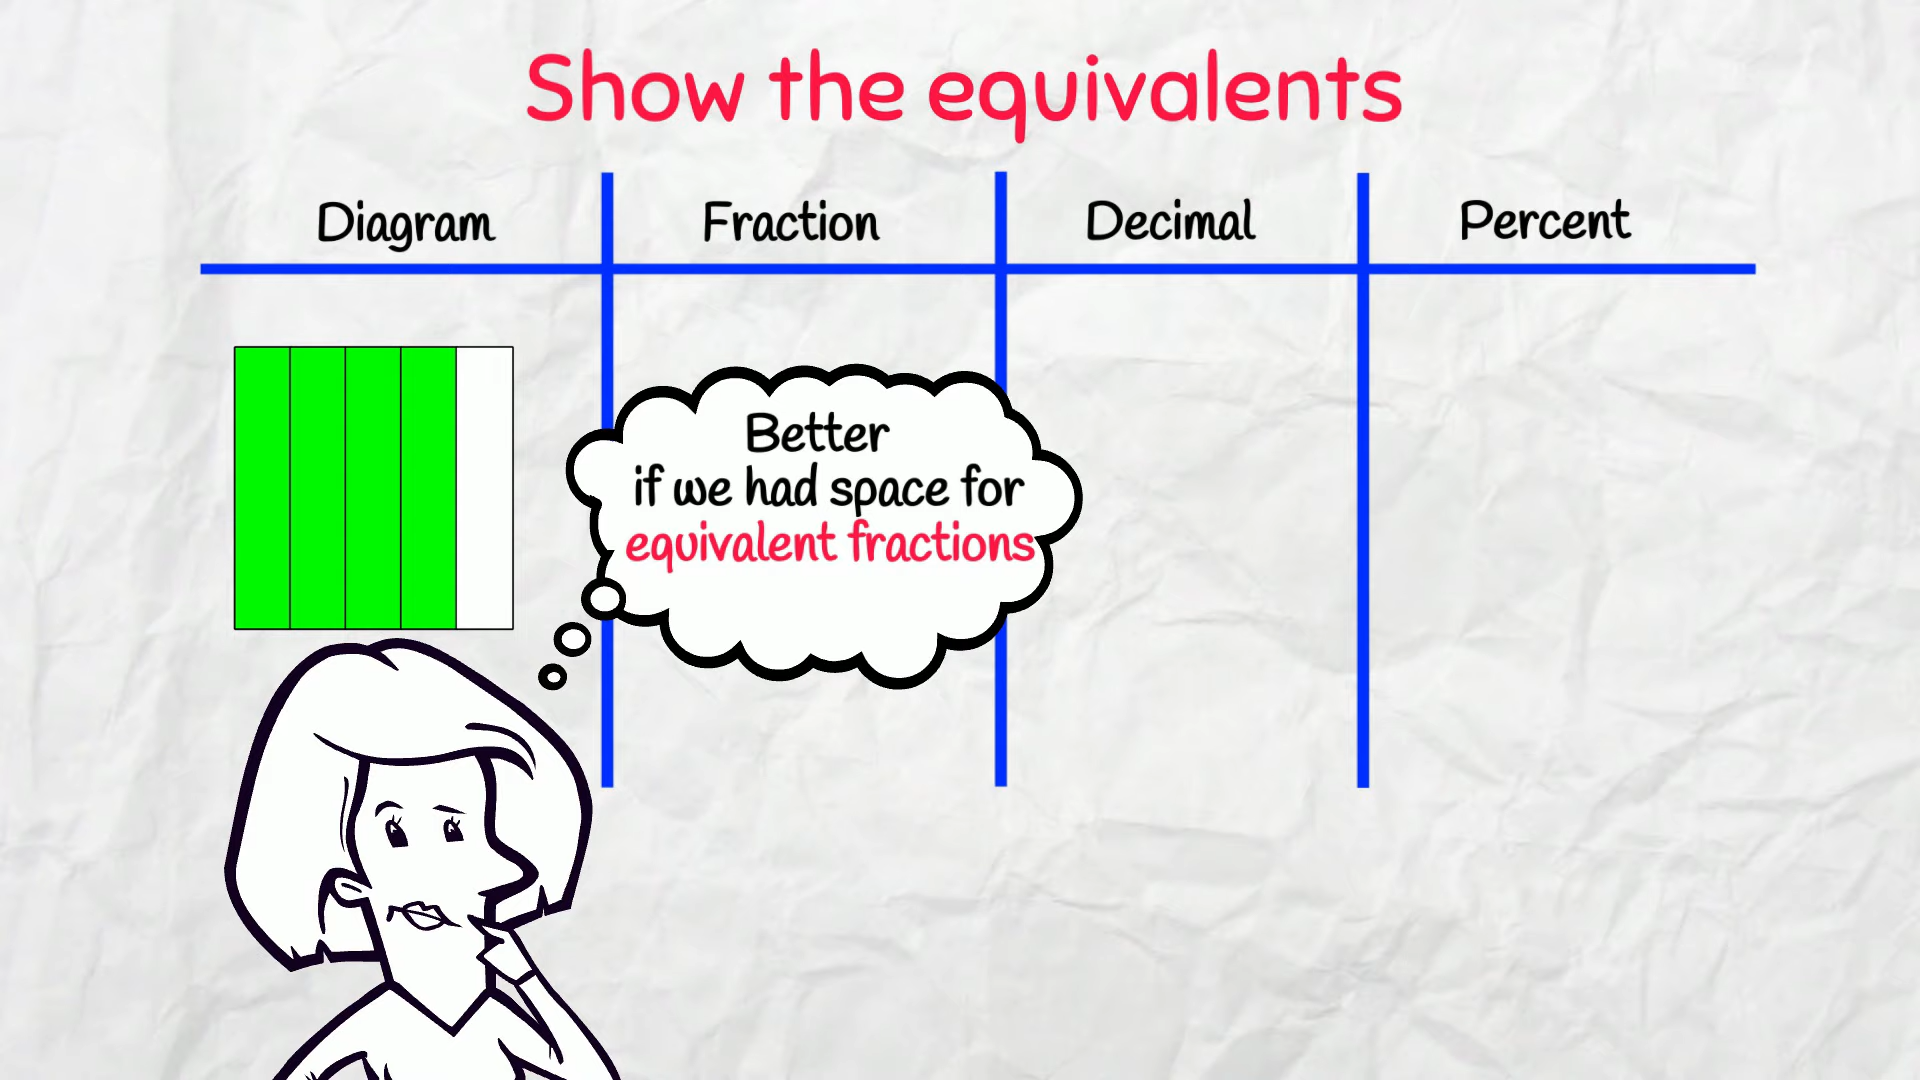 Show the equivalents
Diagram Fraction Decimal Percent
Better
if we had space for
equivalent fractions